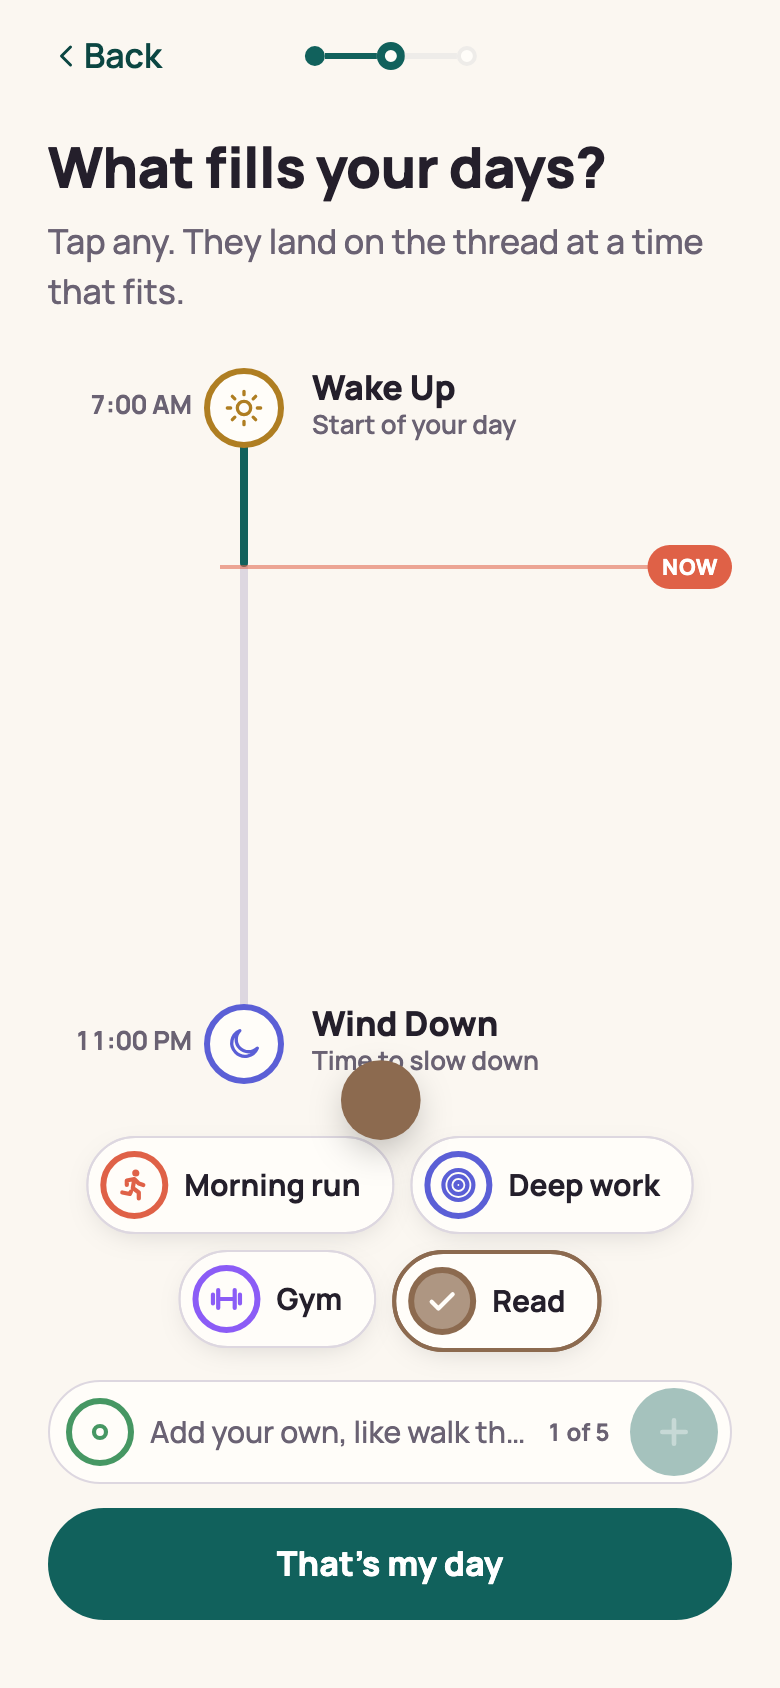 Back
What fills your days?
Tap any. They land on the thread at a time
that fits.
7:00 AM
Wake Up
Start of your day
NOW
11:00 PM
Wind Down
Time to slow down
Morning run
Deep work
Gym
Read
Add your own, like walk th...
1 of 5
That's my day